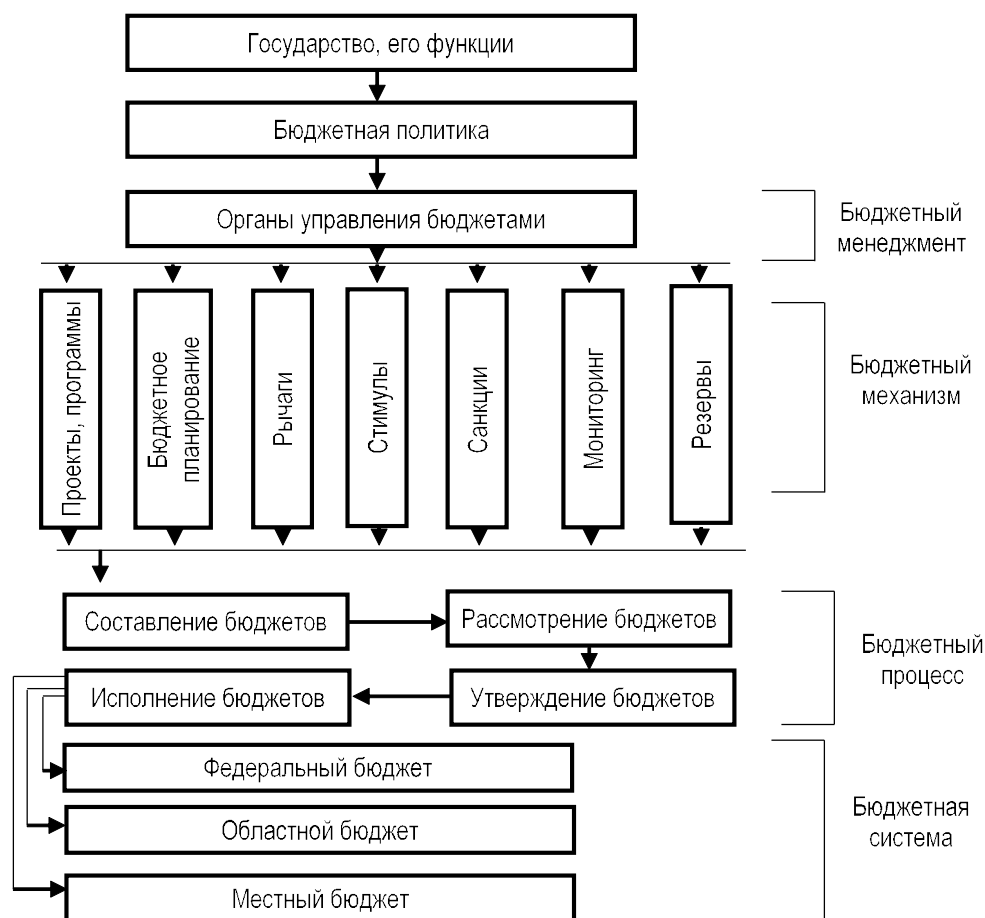 Государство, его функции
Бюджетная политика
Органы управления бюджетами
Бюджетный
менеджмент
Проекты, программы
Бюджетное
планирование
Рычаги
Стимулы
Санкции
Мониторинг
Резервы
Бюджетный
механизм
Составление бюджетов
Рассмотрение бюджетов
Исполнение бюджетов
Утверждение бюджетов
Бюджетный
процесс
Федеральный бюджет
Областной бюджет
Местный бюджет
Бюджетная
система